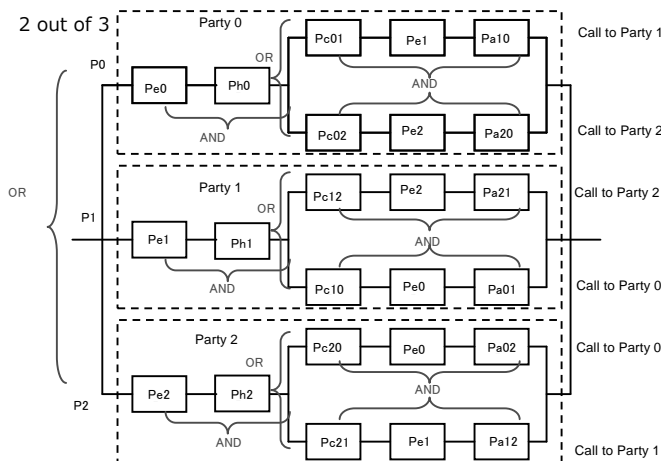 2 out of 3
Party 0
Call to Party 1
P0
Pe0
Ph0
OR
Pc01
Pe1
Pa10
AND
AND
Pc02
Pe2
Pa20
Call to Party 2
OR
Party 1
Call to Party 2
P1
Pe1
Ph1
OR
Pc12
Pe2
Pa21
AND
AND
Pc10
Pe0
Pa01
Call to Party 0
Party 2
Call to Party 0
P2
Pe2
Ph2
OR
Pc20
Pe0
Pa02
AND
AND
Pc21
Pe1
Pa12
Call to Party 1